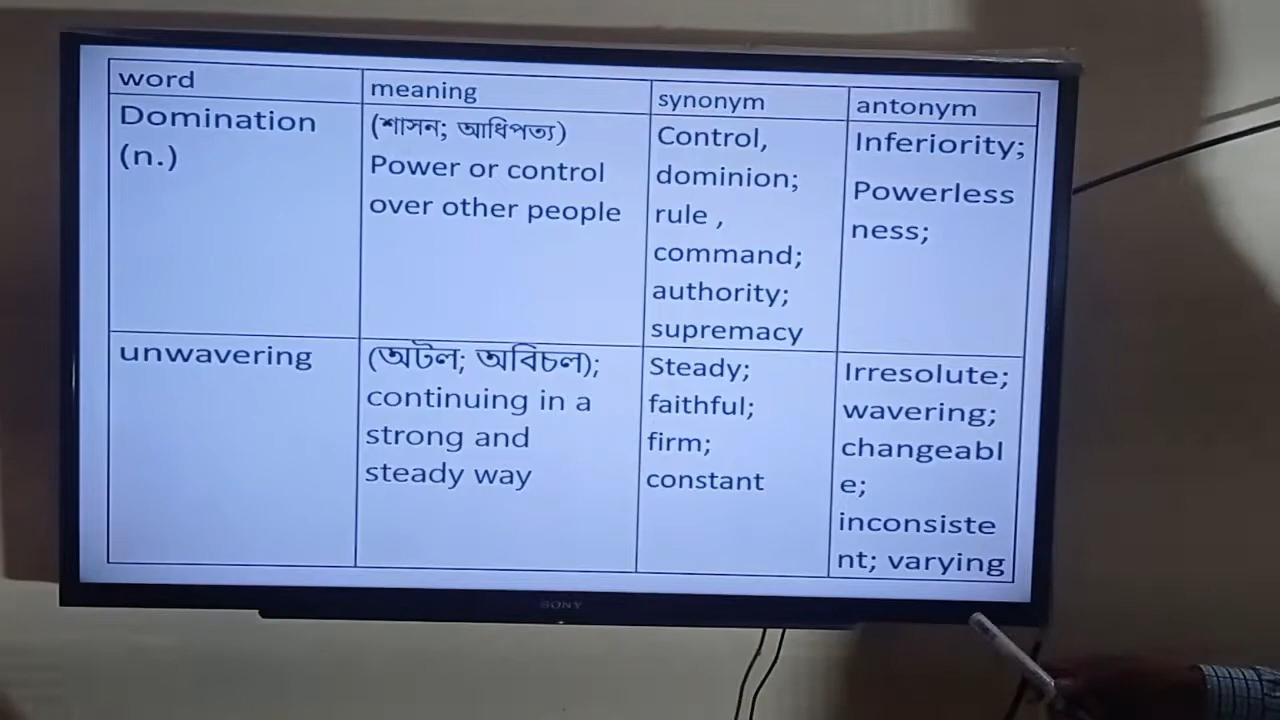 word
meaning
synonym
antonym
Domination
(n.)
(শাসন; আধিপত্য)
Power or control
over other people
Control,
dominion;
rule ,
command;
authority;
supremacy
Inferiority;
Powerless
ness;
unwavering
(অটল; অবিচল);
continuing in a
strong and
steady way
Steady;
faithful;
firm;
constant
Irresolute;
wavering;
changeabl
e;
inconsiste
nt; varying
SONY